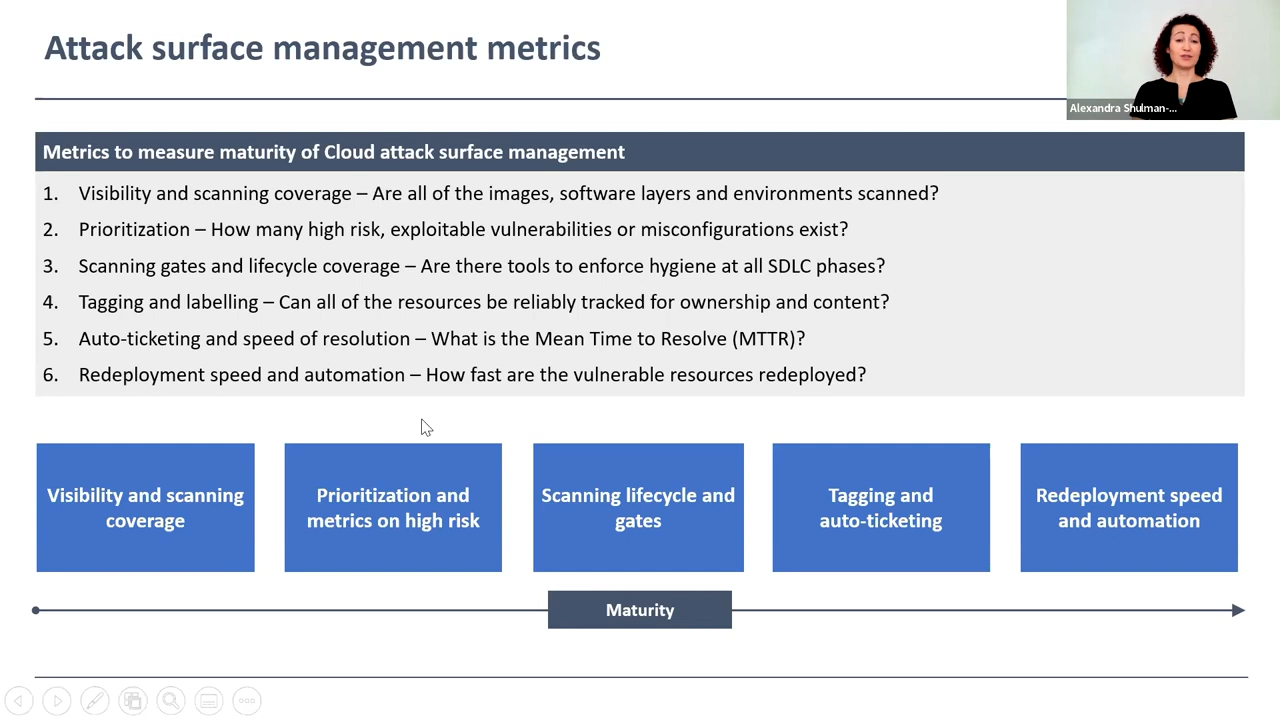 Attack surface management metrics
Alexandra Shulman-...
Metrics to measure maturity of Cloud attack surface management
1. Visibility and scanning coverage – Are all of the images, software layers and environments scanned?
2. Prioritization – How many high risk, exploitable vulnerabilities or misconfigurations exist?
3. Scanning gates and lifecycle coverage – Are there tools to enforce hygiene at all SDLC phases?
4. Tagging and labelling – Can all of the resources be reliably tracked for ownership and content?
5. Auto-ticketing and speed of resolution – What is the Mean Time to Resolve (MTTR)?
6. Redeployment speed and automation – How fast are the vulnerable resources redeployed?
Visibility and scanning
coverage
Prioritization and
metrics on high risk
Scanning lifecycle and
gates
Tagging and
auto-ticketing
Redeployment speed
and automation
Maturity